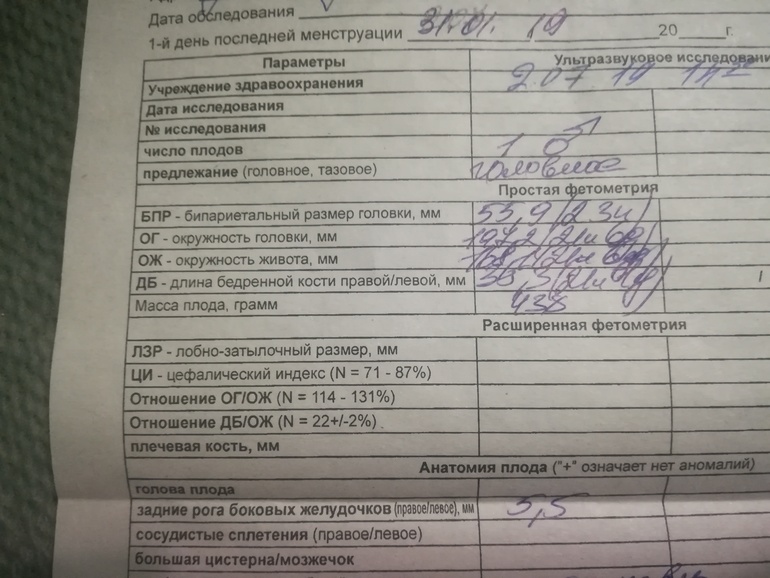 Дата обследования
1-й день последней менструации 31.01.19 20 г.
Параметры Ультразвуковое исследовани
Учреждение здравоохранения 2.07 19
Дата исследования
№ исследования
число плодов 1
предлежание (головное, тазовое) головное
Простая фетометрия
БПР - бипариетальный размер головки, мм 53,9
ОГ - окружность головки, мм 197,2
ОЖ - окружность живота, мм
ДБ - длина бедренной кости правой/левой, мм
Масса плода, грамм
Расширенная фетометрия
ЛЗР - лобно-затылочный размер, мм
ЦИ - цефалический индекс (N = 71 - 87%)
Отношение ОГ/ОЖ (N = 114 - 131%)
Отношение ДБ/ОЖ (N = 22+/-2%)
плечевая кость, мм
Анатомия плода ("+" означает нет аномалий)
голова плода
задние рога боковых желудочков (правое/левое), мм 5,5
сосудистые сплетения (правое/левое)
большая цистерна/мозжечок